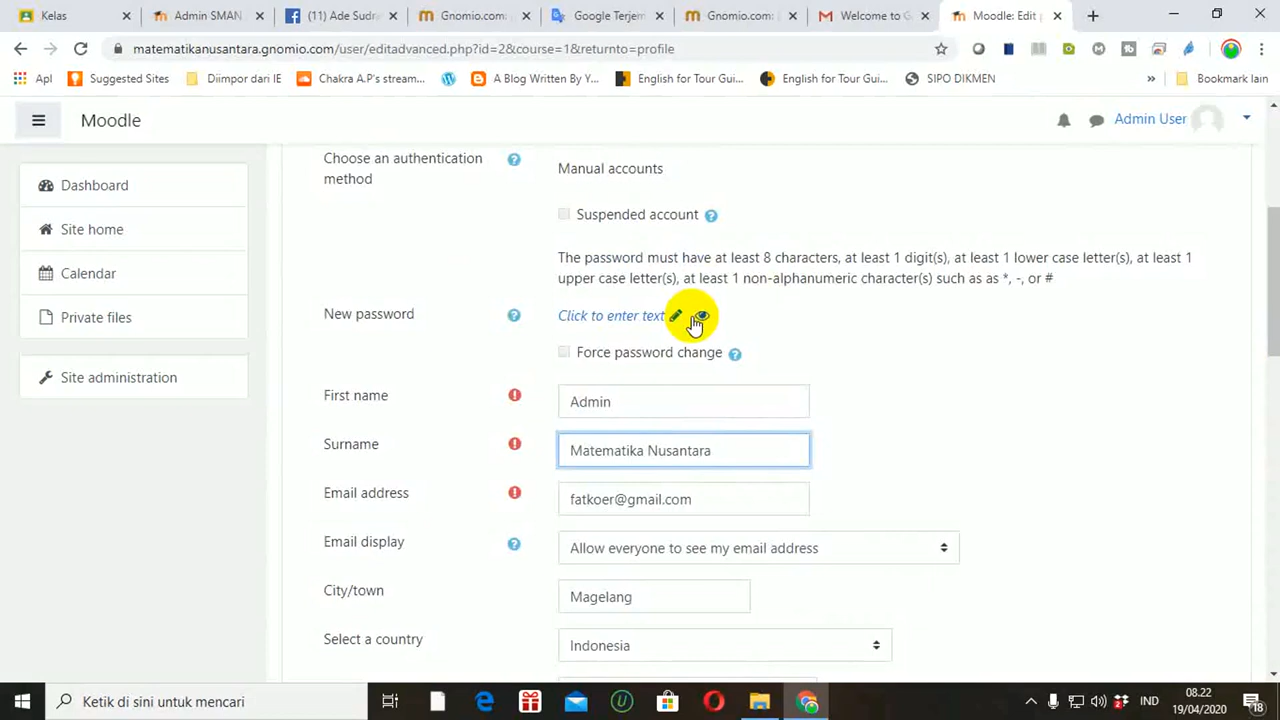 Kelas
Admin SMAN
(11) Ade Sudra
Gnomio.com:
Google Terjem
Gnomio.com:
Welcome to G
Moodle: Edit p
matematikanusantara.gnomio.com/user/editadvanced.php?id=2&course=1&returnto=profile
Apl
Suggested Sites
Diimpor dari IE
Chakra A.P's stream...
A Blog Written By Y...
English for Tour Gui...
English for Tour Gui...
SIPO DIKMEN
»
Bookmark lain
Moodle
Admin User
Dashboard
Site home
Calendar
Private files
Site administration
Choose an authentication
method
Manual accounts
Suspended account
The password must have at least 8 characters, at least 1 digit(s), at least 1 lower case letter(s), at least 1
upper case letter(s), at least 1 non-alphanumeric character(s) such as as *, -, or #
New password
Click to enter text
Force password change
First name
Admin
Surname
Matematika Nusantara
Email address
fatkoer@gmail.com
Email display
Allow everyone to see my email address
City/town
Magelang
Select a country
Indonesia
Ketik di sini untuk mencari
IND
08.22
19/04/2020
18